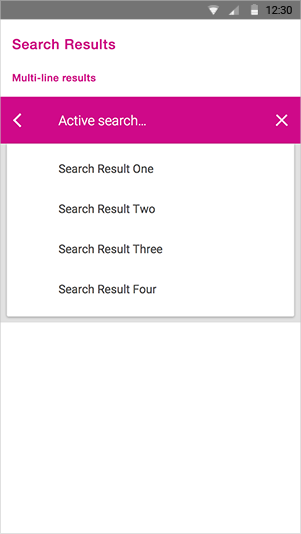 12:30
Search Results
Multi-line results
Active search...
Search Result One
Search Result Two
Search Result Three
Search Result Four